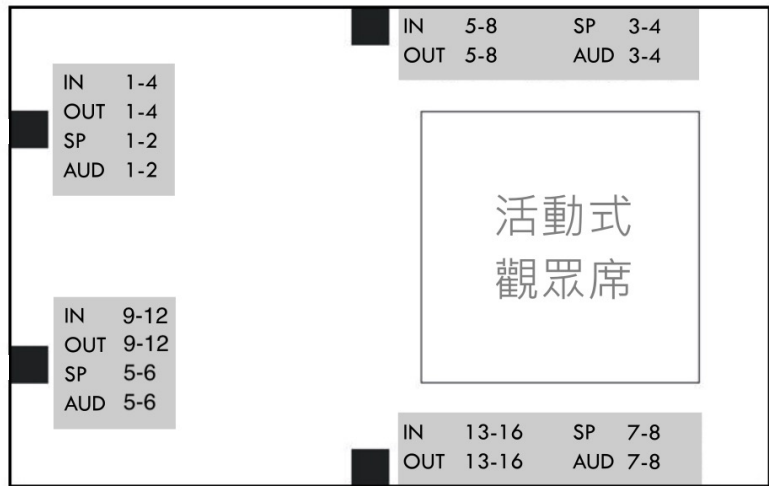 IN 5-8 SP 3-4
OUT 5-8 AUD 3-4
IN 1-4
OUT 1-4
SP 1-2
AUD 1-2
活動式
觀眾席
IN 9-12
OUT 9-12
SP 5-6
AUD 5-6
IN 13-16 SP 7-8
OUT 13-16 AUD 7-8